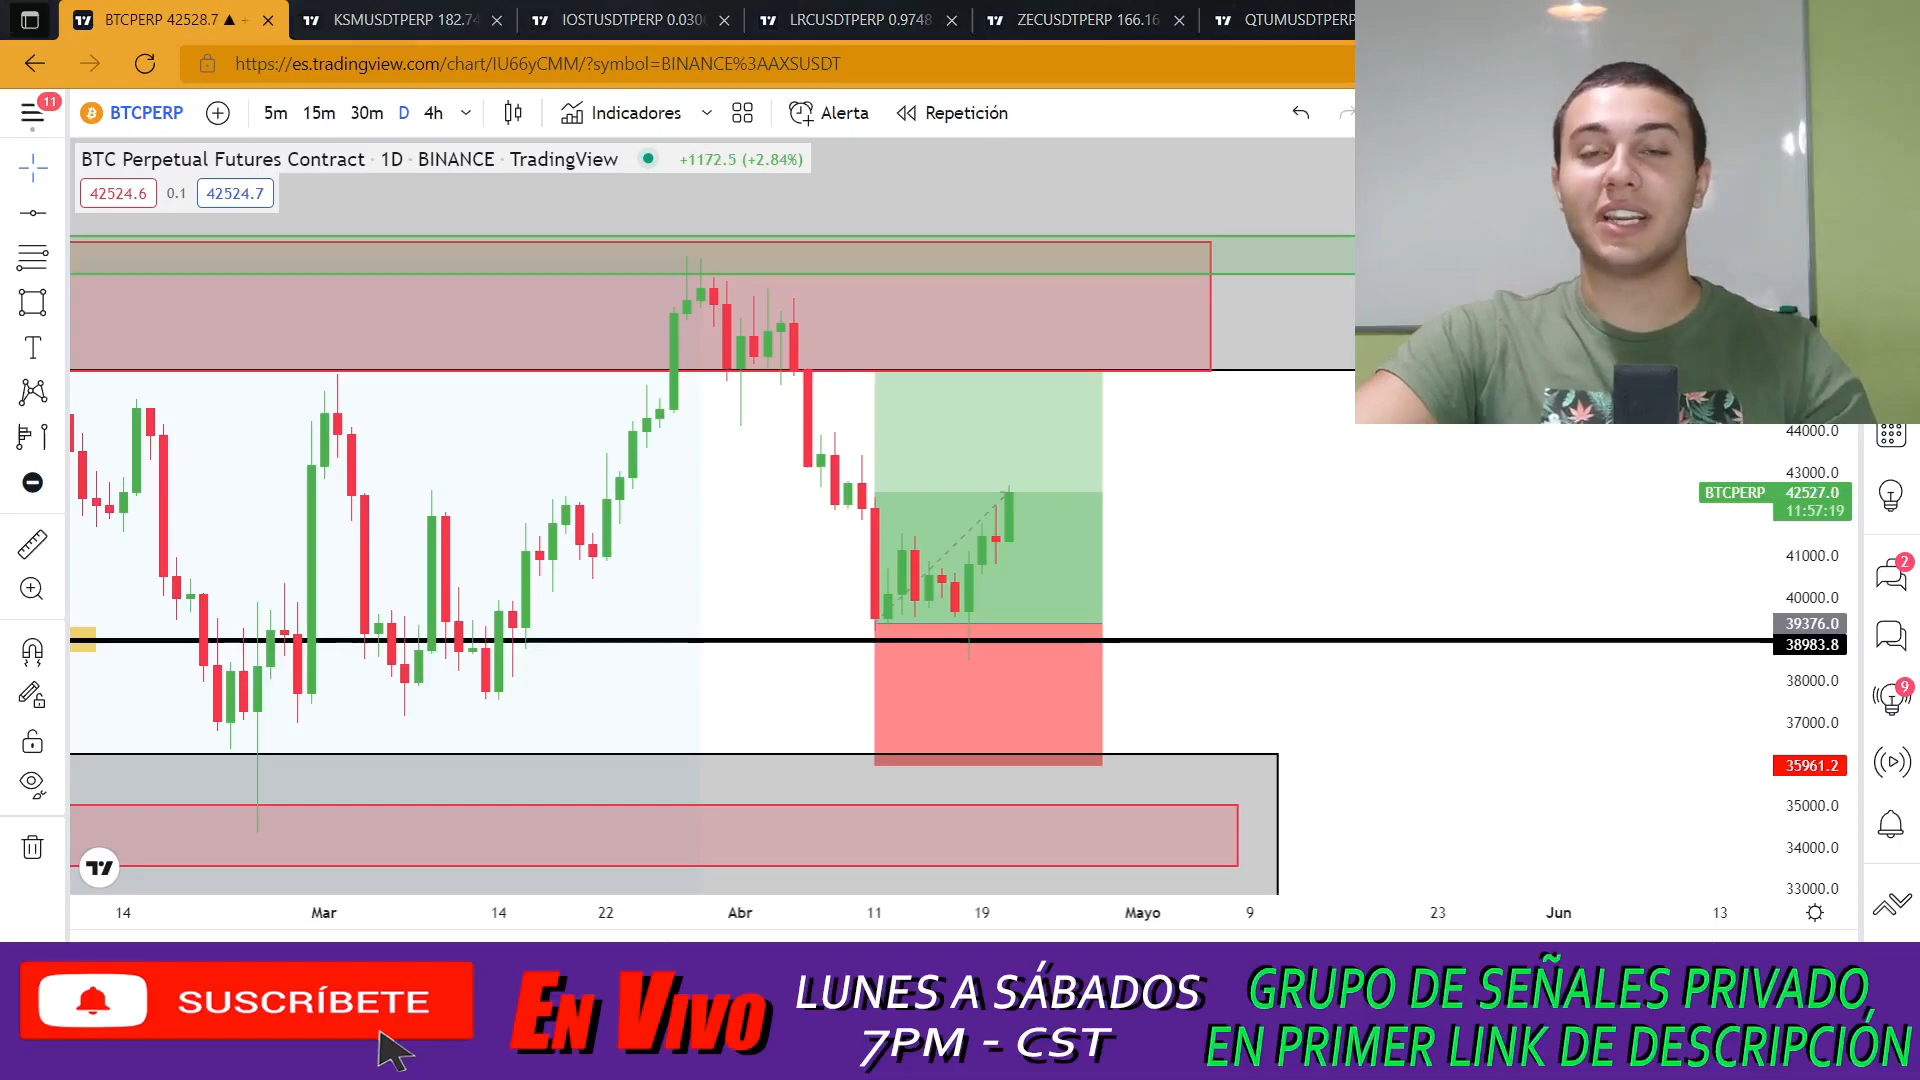 BTCPERP 42528.7 ▲ +
KSMUSDTPERP 182.74
IOSTUSDTPERP 0.030
LRCUSDTPERP 0.9748
ZECUSDTPERP 166.16
QTUMUSDTPERP
https://es.tradingview.com/chart/IU66yCMM/?symbol=BINANCE%3AAXSUSDT
11
BTCPERP
5m 15m 30m D 4h
Indicadores
Alerta
Repetición
BTC Perpetual Futures Contract · 1D · BINANCE · TradingView
+1172.5 (+2.84%)
42524.6 0.1 42524.7
44000.0
43000.0
BTCPERP 42527.0
11:57:19
41000.0
40000.0
39376.0
38983.8
38000.0
37000.0
35961.2
35000.0
34000.0
33000.0
2
9
14 Mar 14 22 Abr 11 19 Mayo 9 23 Jun 13
SUSCRÍBETE
En Vivo
LUNES A SÁBADOS
7PM - CST
GRUPO DE SEÑALES PRIVADO
EN PRIMER LINK DE DESCRIPCIÓN